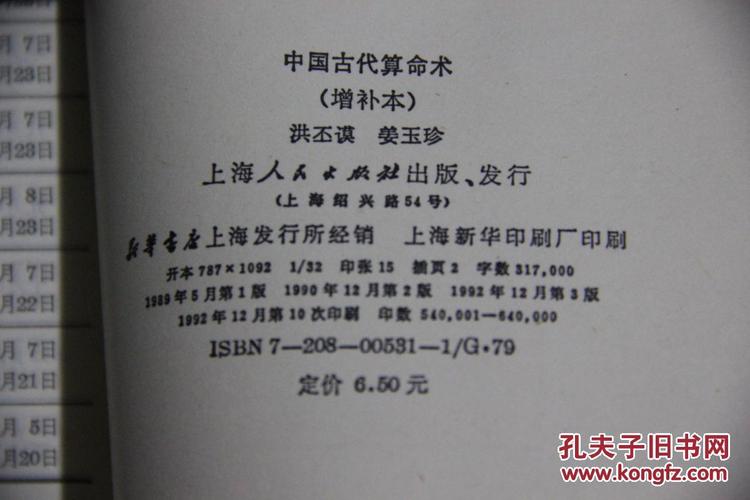 月 7日
月23日
月 7日
月23日
月 8日
月23日
月 7日
月22日
月 7日
月21日
月 5日
月20日
中国古代算命术
(增补本)
洪丕谟 姜玉珍
上海人民出版社出版、发行
(上海绍兴路54号)
新华书店上海发行所经销 上海新华印刷厂印刷
开本787×1092 1/32 印张15 插页2 字数317,000
1989年5月第1版 1990年12月第2版 1992年12月第3版
1992年12月第10次印刷 印数 540,001—640,000
ISBN7—208—00531—1/G·79
定价 6.50元
孔夫子旧书网
www.kongfz.com